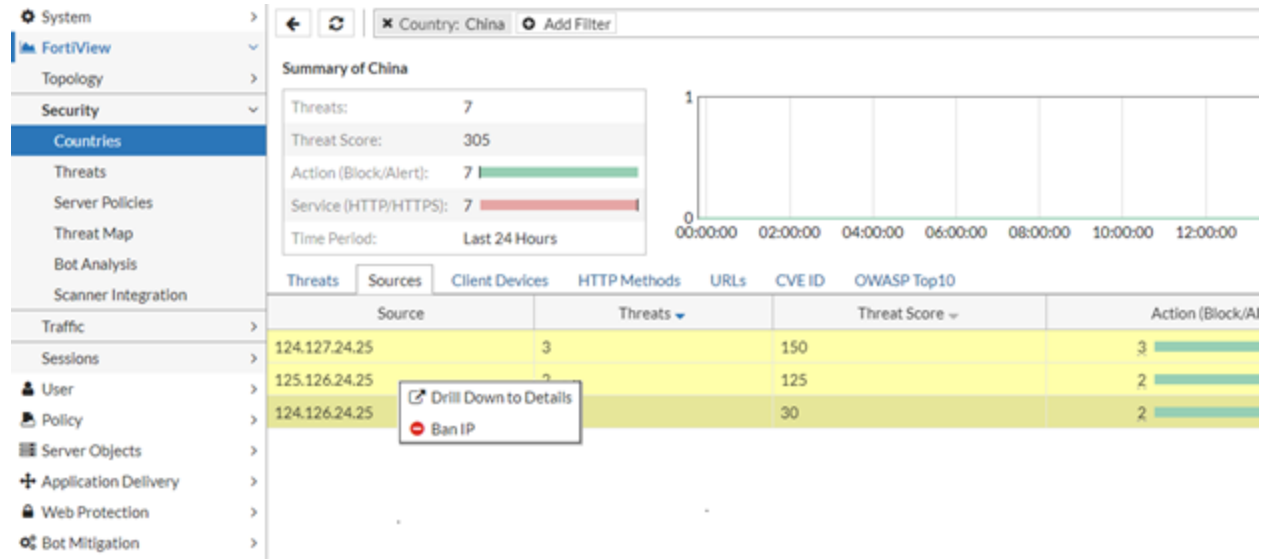 System
FortiView
Topology
Security
Countries
Threats
Server Policies
Threat Map
Bot Analysis
Scanner Integration
Traffic
Sessions
User
Policy
Server Objects
Application Delivery
Web Protection
Bot Mitigation
Country: China Add Filter
Summary of China
Threats: 7
Threat Score: 305
Action (Block/Alert): 7
Service (HTTP/HTTPS): 7
Time Period: Last 24 Hours
1
0
00:00:00 02:00:00 04:00:00 06:00:00 08:00:00 10:00:00 12:00:00
Threats Sources Client Devices HTTP Methods URLs CVE ID OWASP Top10
Source Threats Threat Score Action (Block/Al
124.127.24.25 3 150 3
125.126.24.25 125 2
124.126.24.25 30 2
Drill Down to Details
Ban IP